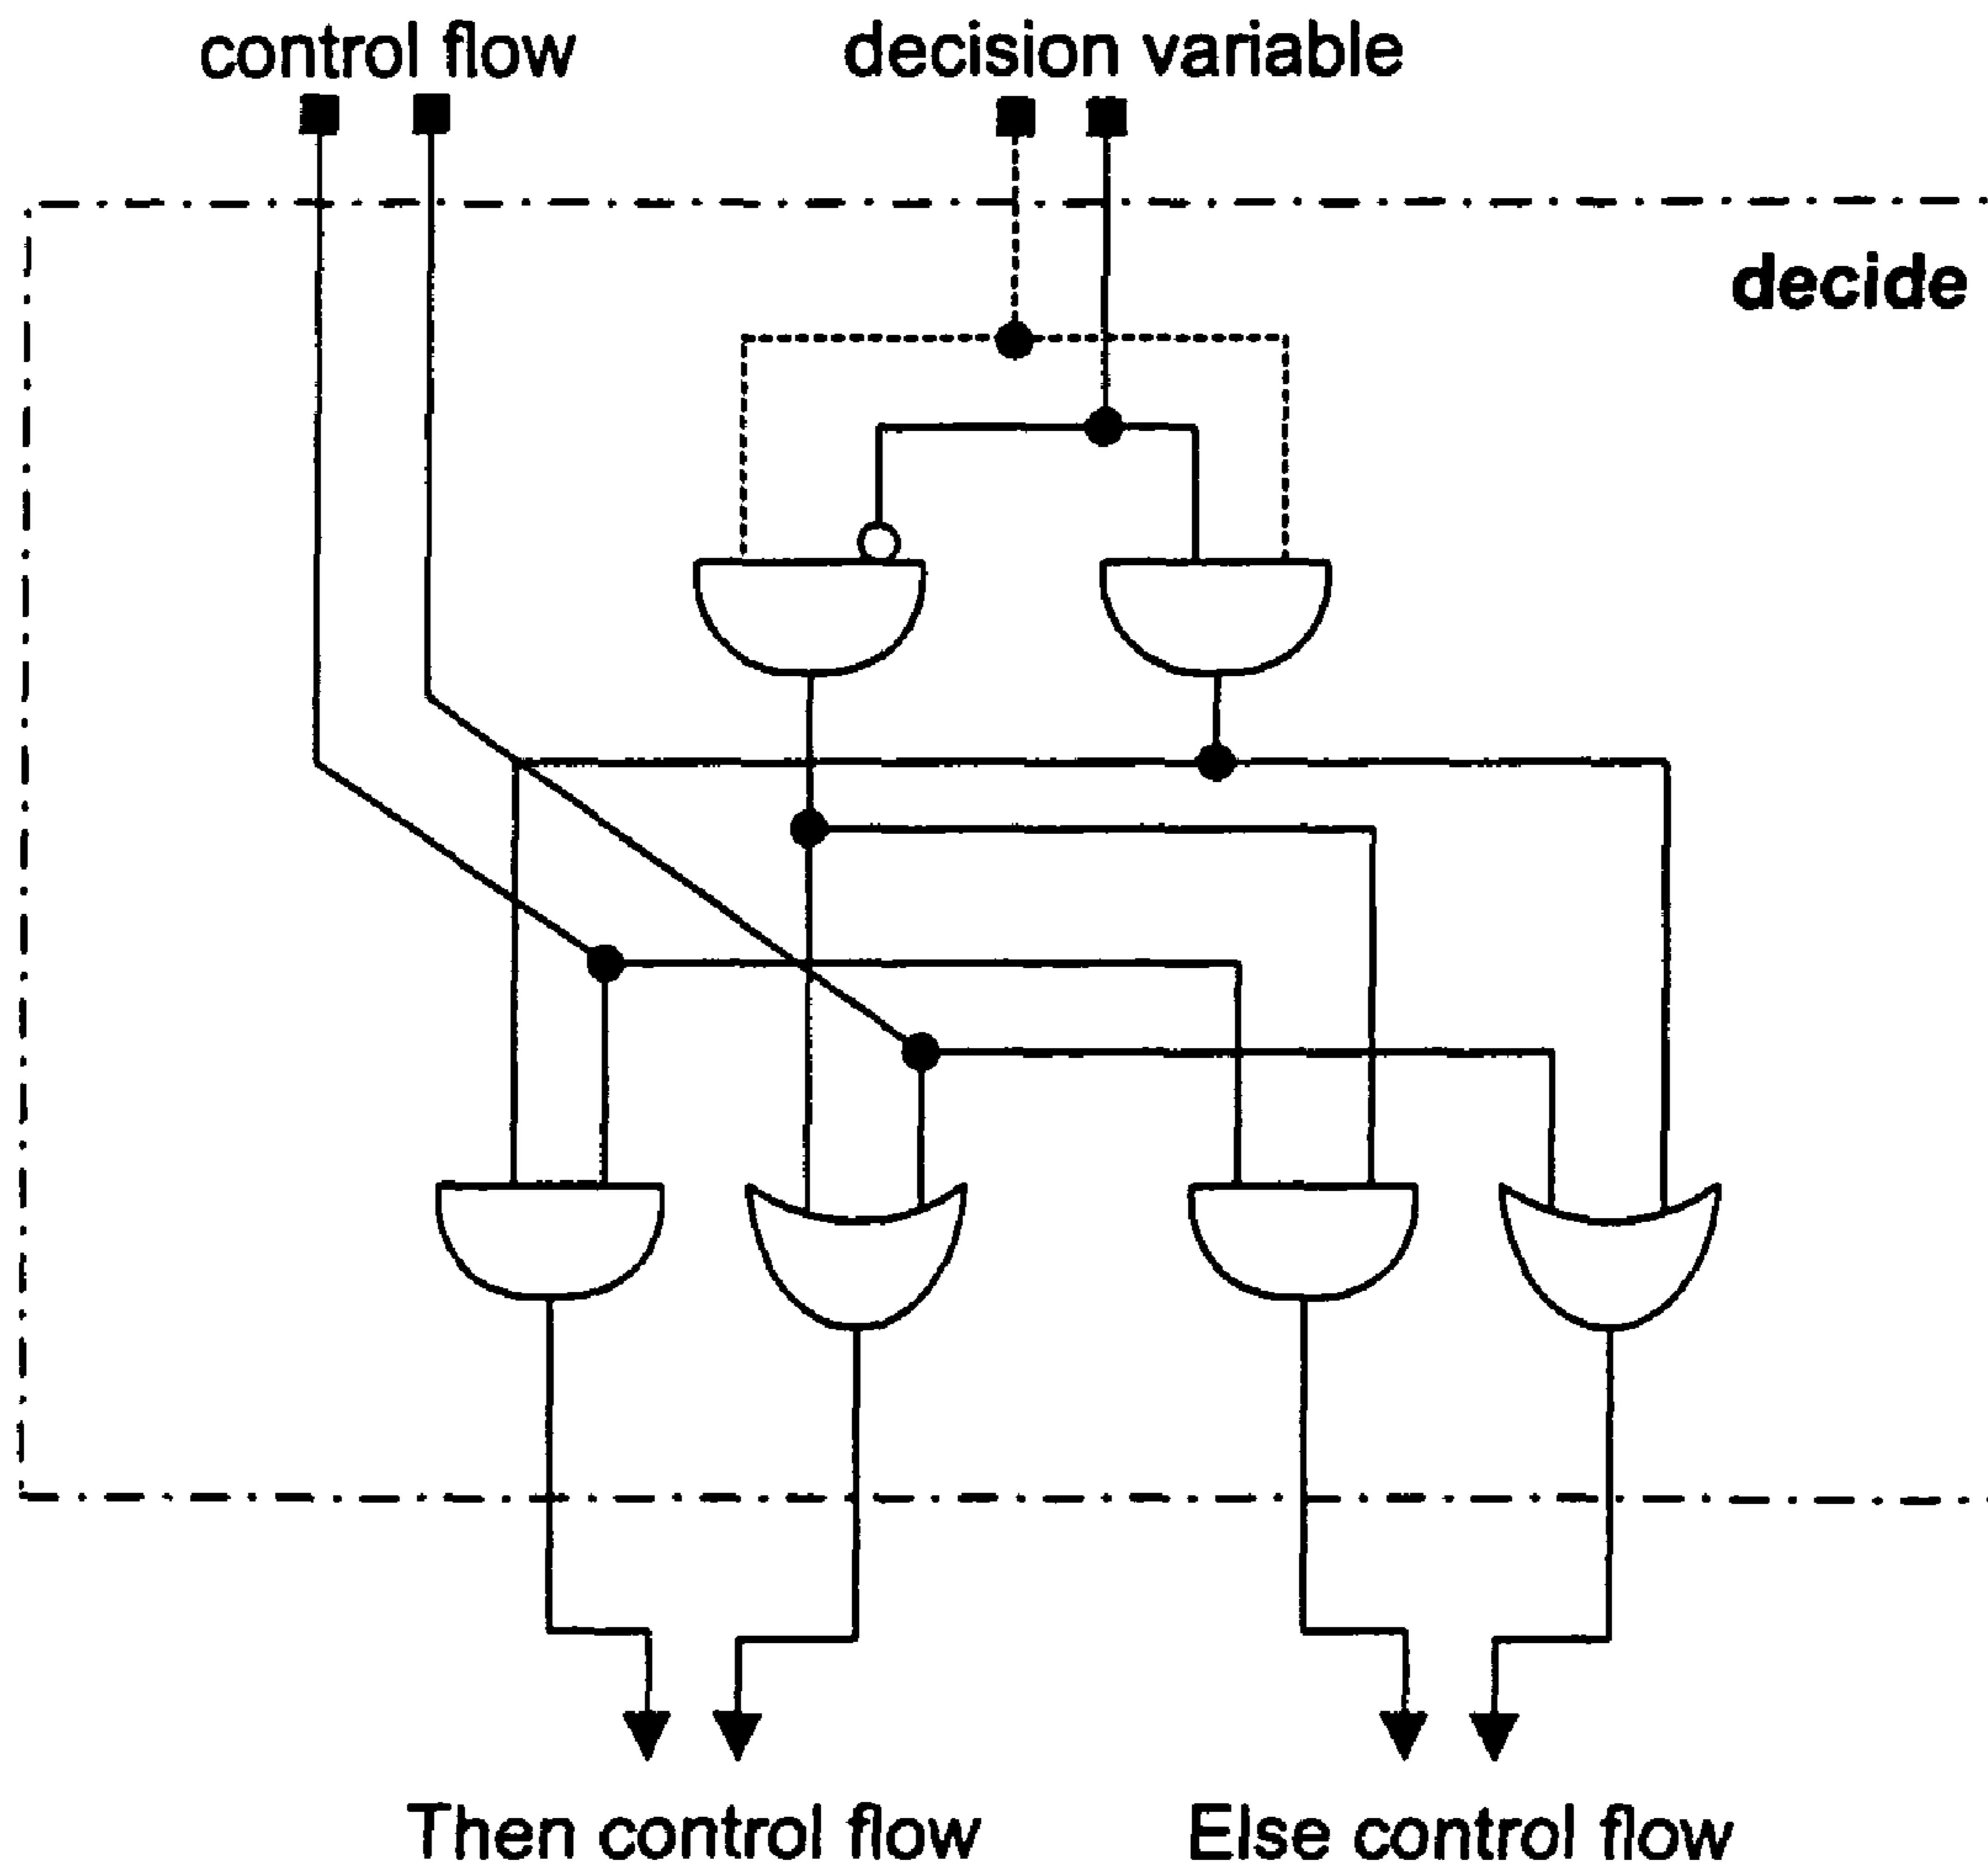 control flow
decision variable
decide
Then control flow
Else control flow